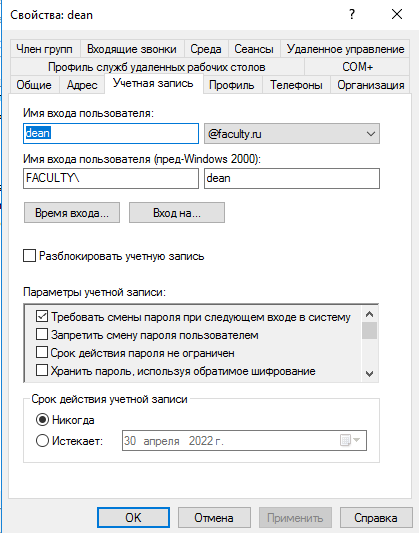 Свойства: dean
Член групп Входящие звонки Среда Сеансы Удаленное управление
Профиль служб удаленных рабочих столов COM+
Общие Адрес Учетная запись Профиль Телефоны Организация
Имя входа пользователя:
dean @faculty.ru
Имя входа пользователя (пред-Windows 2000):
FACULTY\ dean
Время входа... Вход на...
Разблокировать учетную запись
Параметры учетной записи:
Требовать смены пароля при следующем входе в систему
Запретить смену пароля пользователем
Срок действия пароля не ограничен
Хранить пароль, используя обратимое шифрование
Срок действия учетной записи
Никогда
Истекает: 30 апреля 2022 г.
OK Отмена Применить Справка